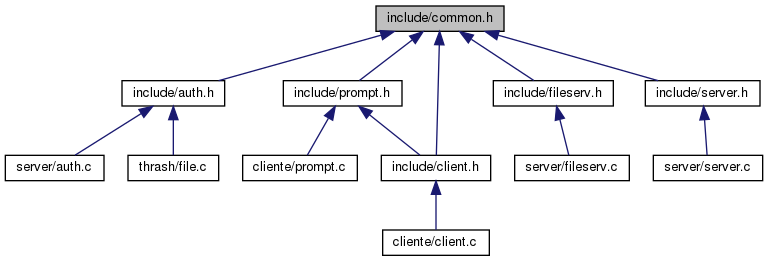 include/common.h
include/auth.h
include/prompt.h
include/fileserv.h
include/server.h
server/auth.c
thrash/file.c
cliente/prompt.c
include/client.h
server/fileserv.c
server/server.c
cliente/client.c